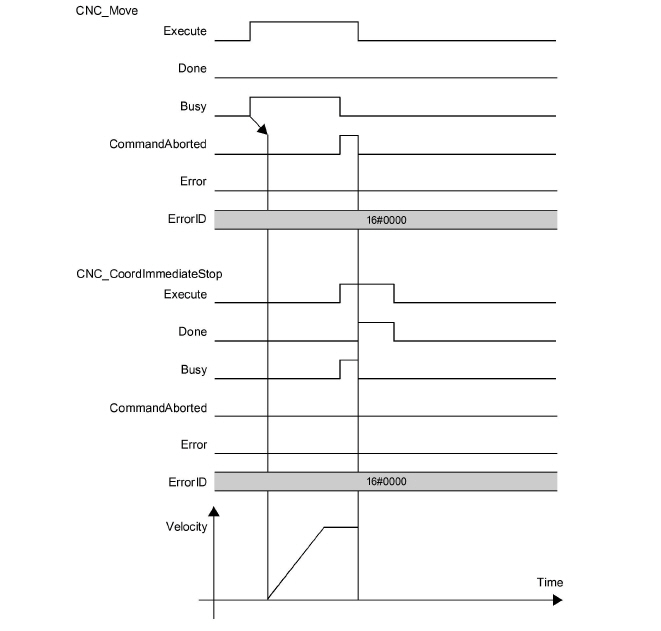 CNC_Move
Execute
Done
Busy
CommandAborted
Error
ErrorID
16#0000
CNC_CoordImmediateStop
Execute
Done
Busy
CommandAborted
Error
ErrorID
16#0000
Velocity
Time